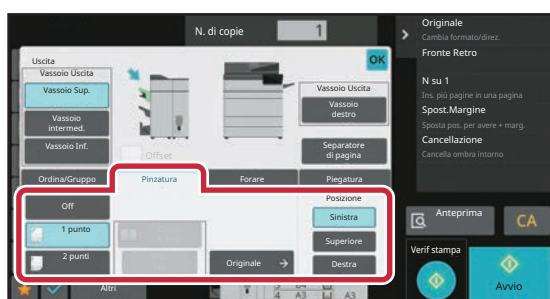 N. di copie 1
Originale
Cambia formato/direz.
Fronte Retro
N su 1
Ins. più pagine in una pagina
Spost.Margine
Sposta pos. per avere + marg.
Cancellazione
Cancella ombra intorno
Uscita
OK
Vassoio Uscita
Vassoio Sup.
Vassoio
intermed.
Vassoio Inf.
Offset
Vassoio Uscita
Vassoio
destro
Separatore
di pagina
Ordina/Gruppo
Pinzatura
Forare
Piegatura
Off
1 punto
2 punti
Originale →
Posizione
Sinistra
Superiore
Destra
Anteprima
CA
Verif stampa
Avvio
Altri
4 A3 A3